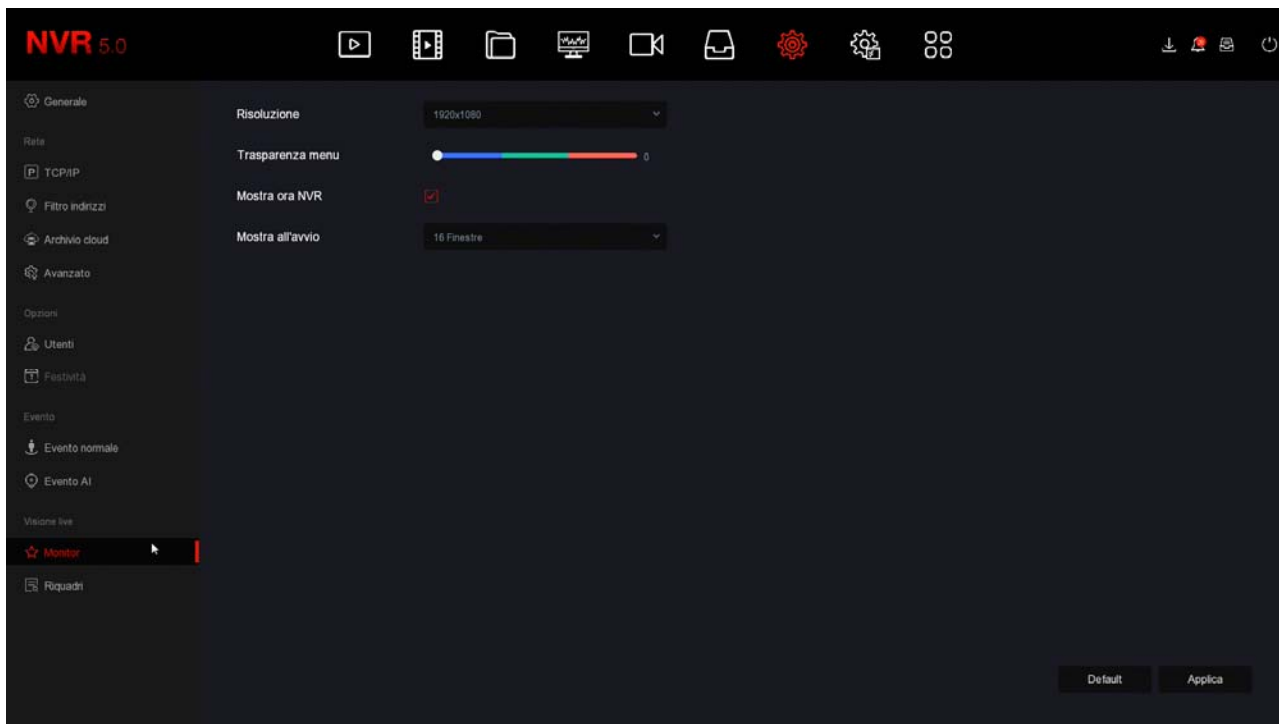 NVR 5.0
Generale
Rete
TCP/IP
Filtro indirizzi
Archivio cloud
Avanzato
Opzioni
Utenti
Festività
Evento
Evento normale
Evento AI
Visione live
Monitor
Riquadri
Risoluzione 1920x1080
Trasparenza menu 0
Mostra ora NVR
Mostra all'avvio 16 Finestre
Default Applica